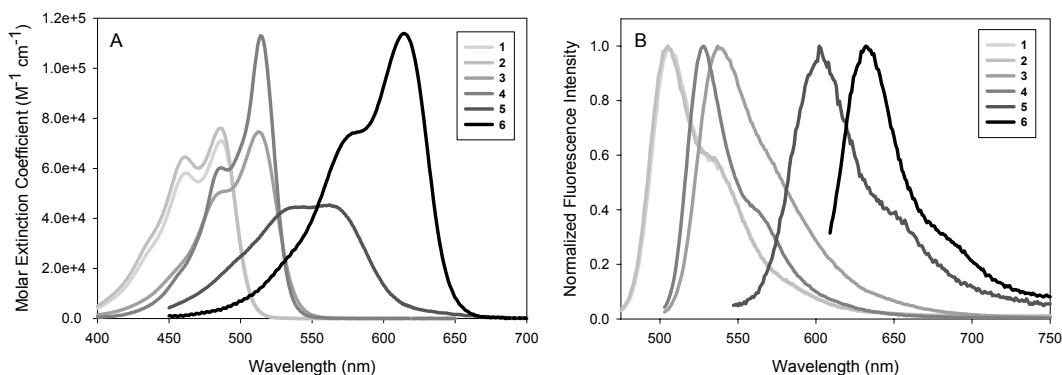 A
Molar Extinction Coefficient (M⁻¹ cm⁻¹)
1.2e+5
1.0e+5
8.0e+4
6.0e+4
4.0e+4
2.0e+4
0.0
400 450 500 550 600 650 700
Wavelength (nm)
1
2
3
4
5
6
B
Normalized Fluorescence Intensity
1.0
0.8
0.6
0.4
0.2
0.0
500 550 600 650 700 750
Wavelength (nm)
1
2
3
4
5
6